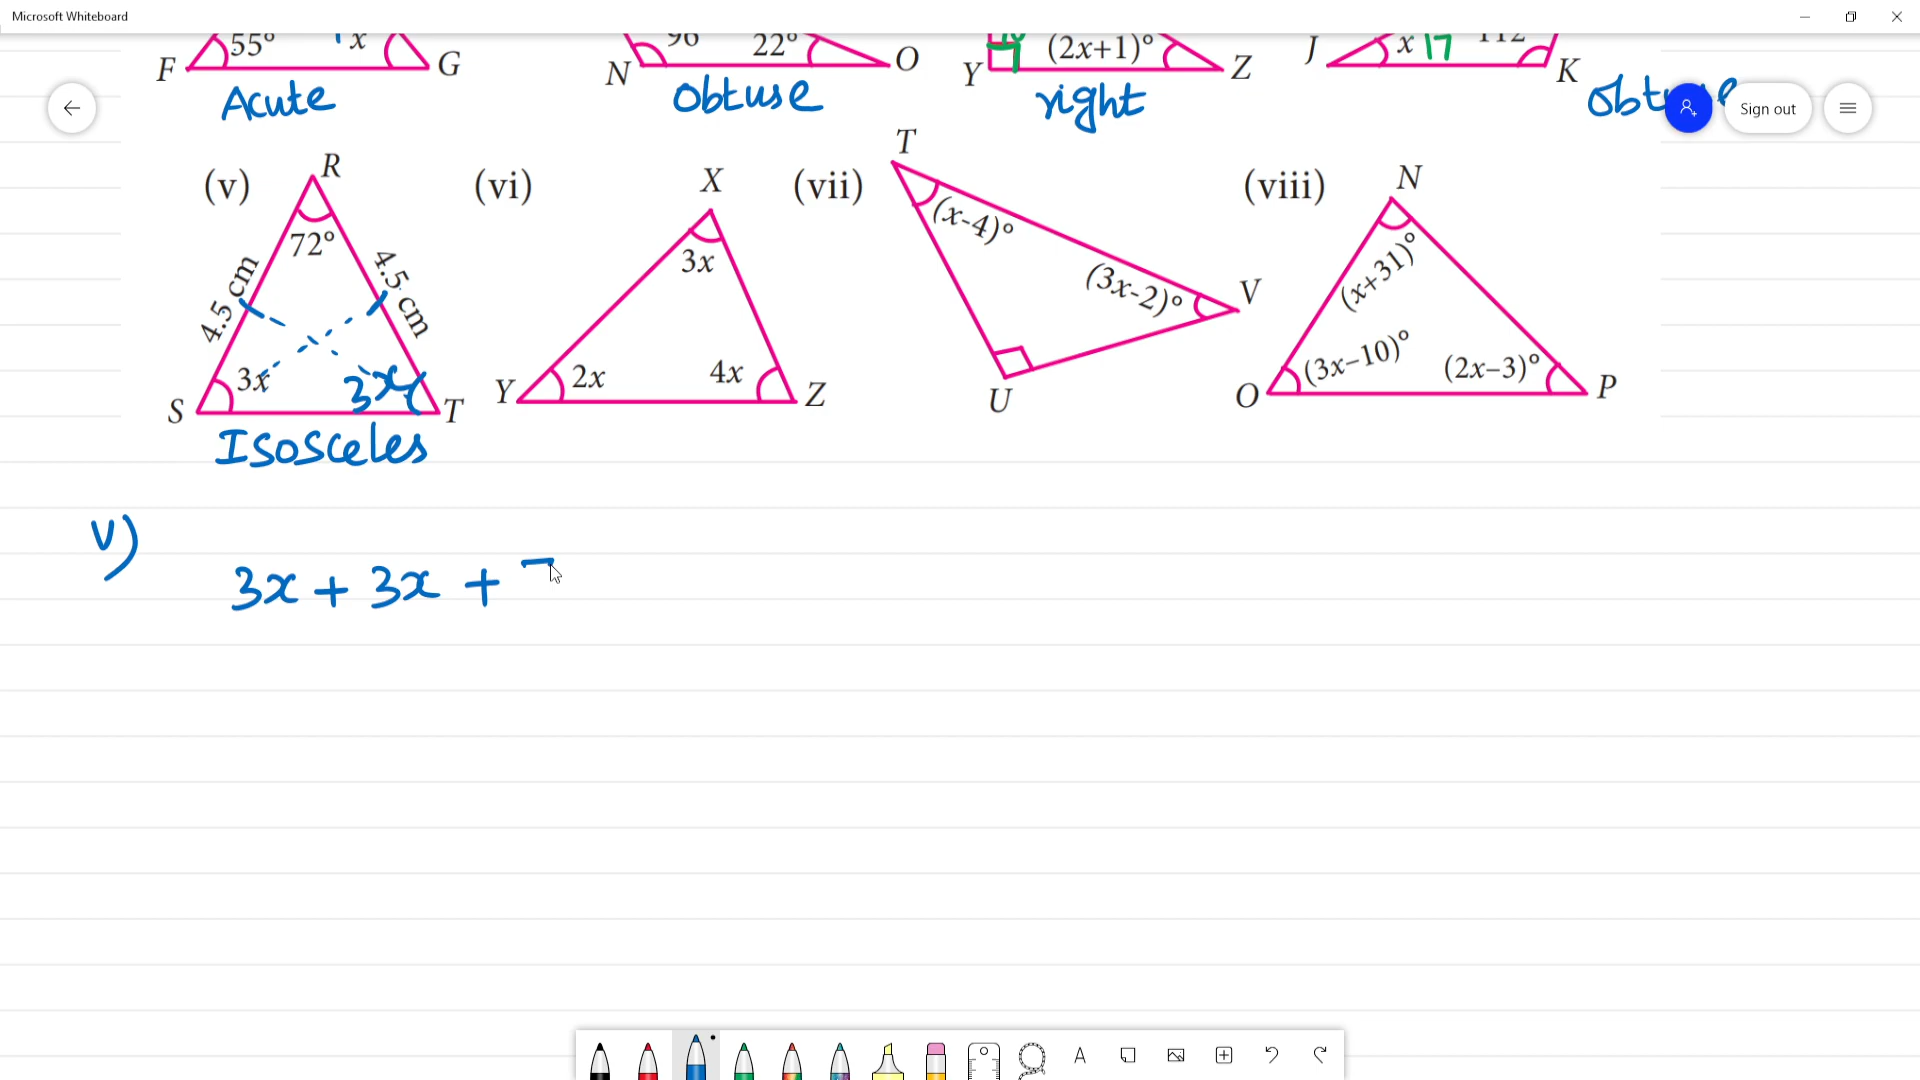 Microsoft Whiteboard
F 55° x G
N 22° O
Y (2x+1)° Z
J x 17 K
Acute
Obtuse
right
Sign out
(v) R 72° 4.5 cm 4.5 cm 3x 3x S T
Isosceles
(vi) X 3x Y 2x 4x Z
(vii) T (x-4)° (3x-2)° V U
(viii) N (x+31)° (3x-10)° (2x-3)° O P
v)
3x + 3x +
A